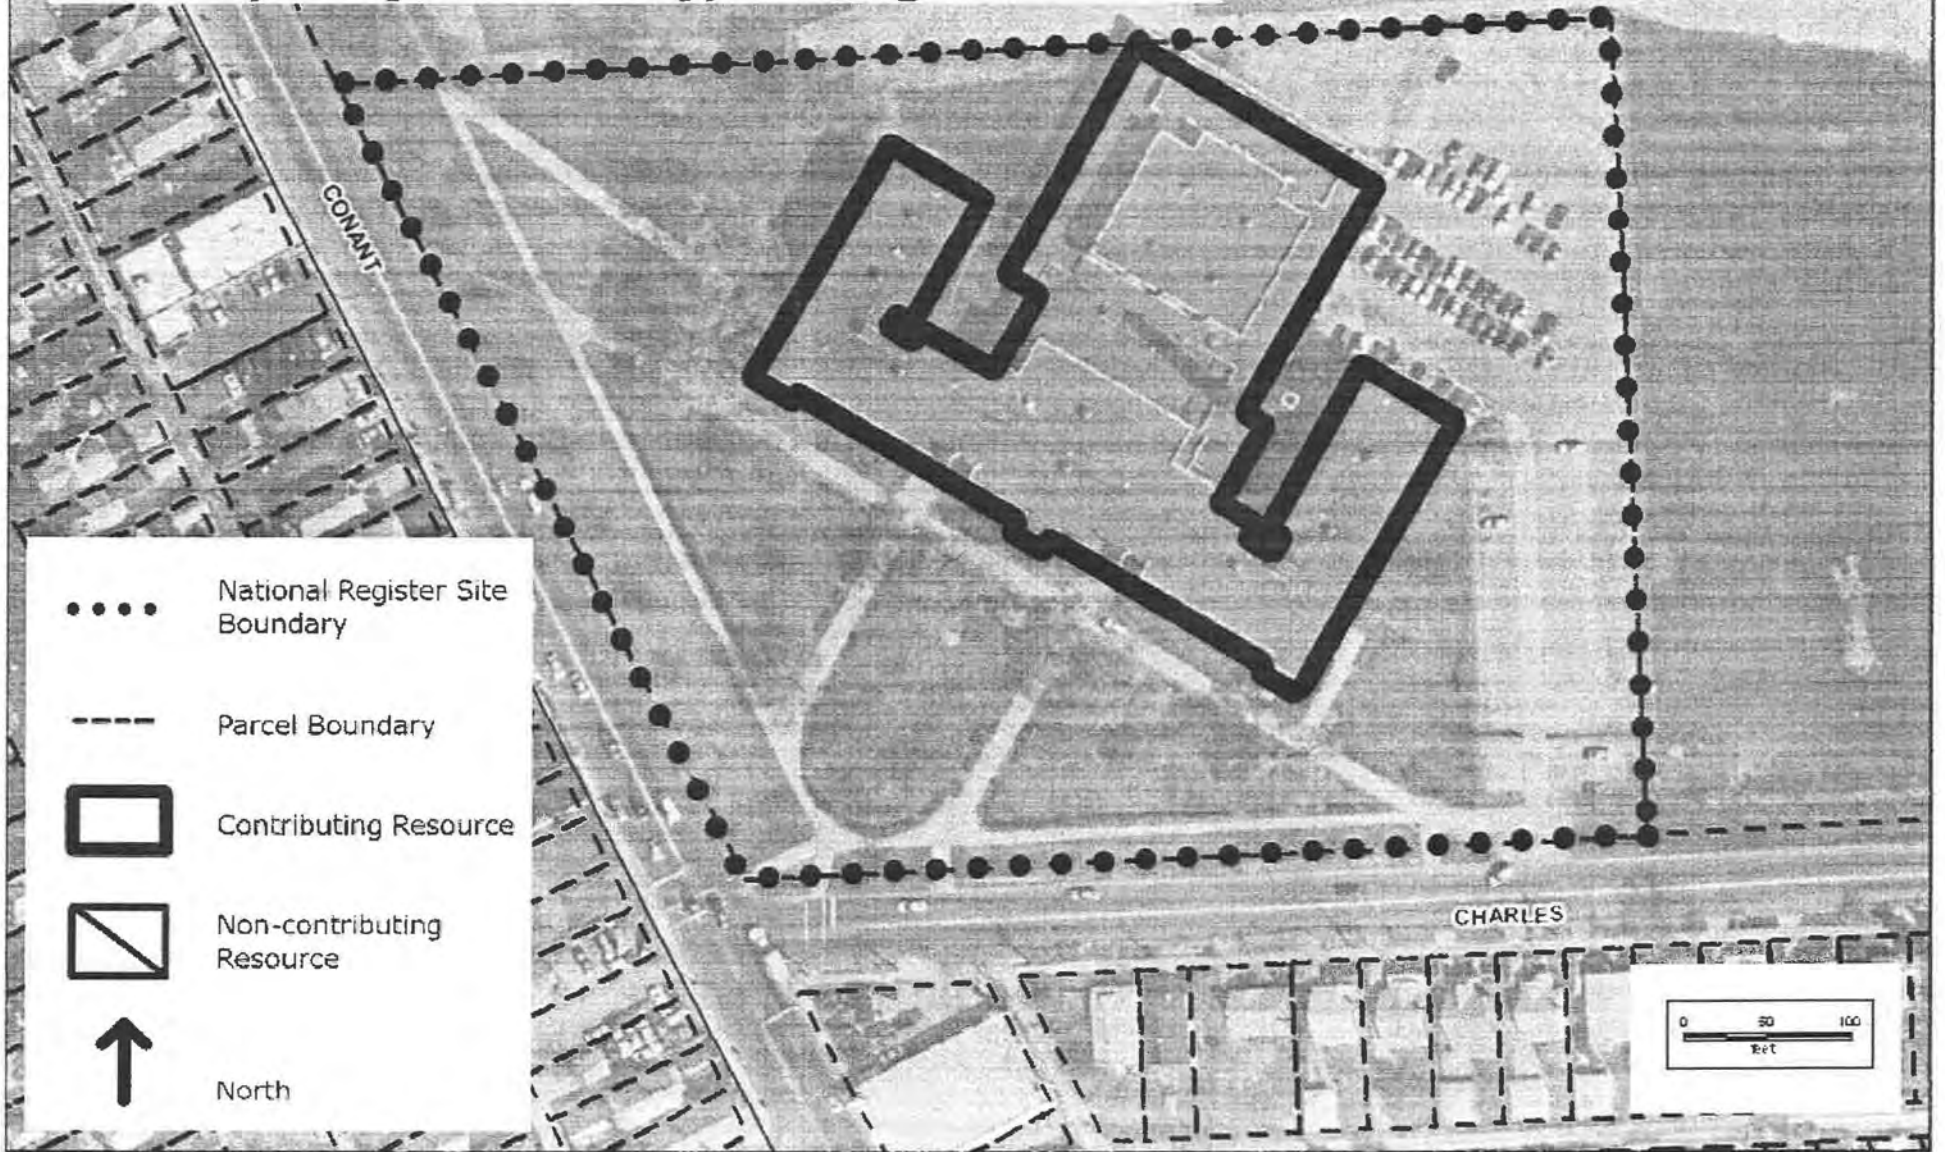 CONANT
National Register Site
Boundary
Parcel Boundary
Contributing Resource
Non-contributing
Resource
North
CHARLES
0 50 100
feet